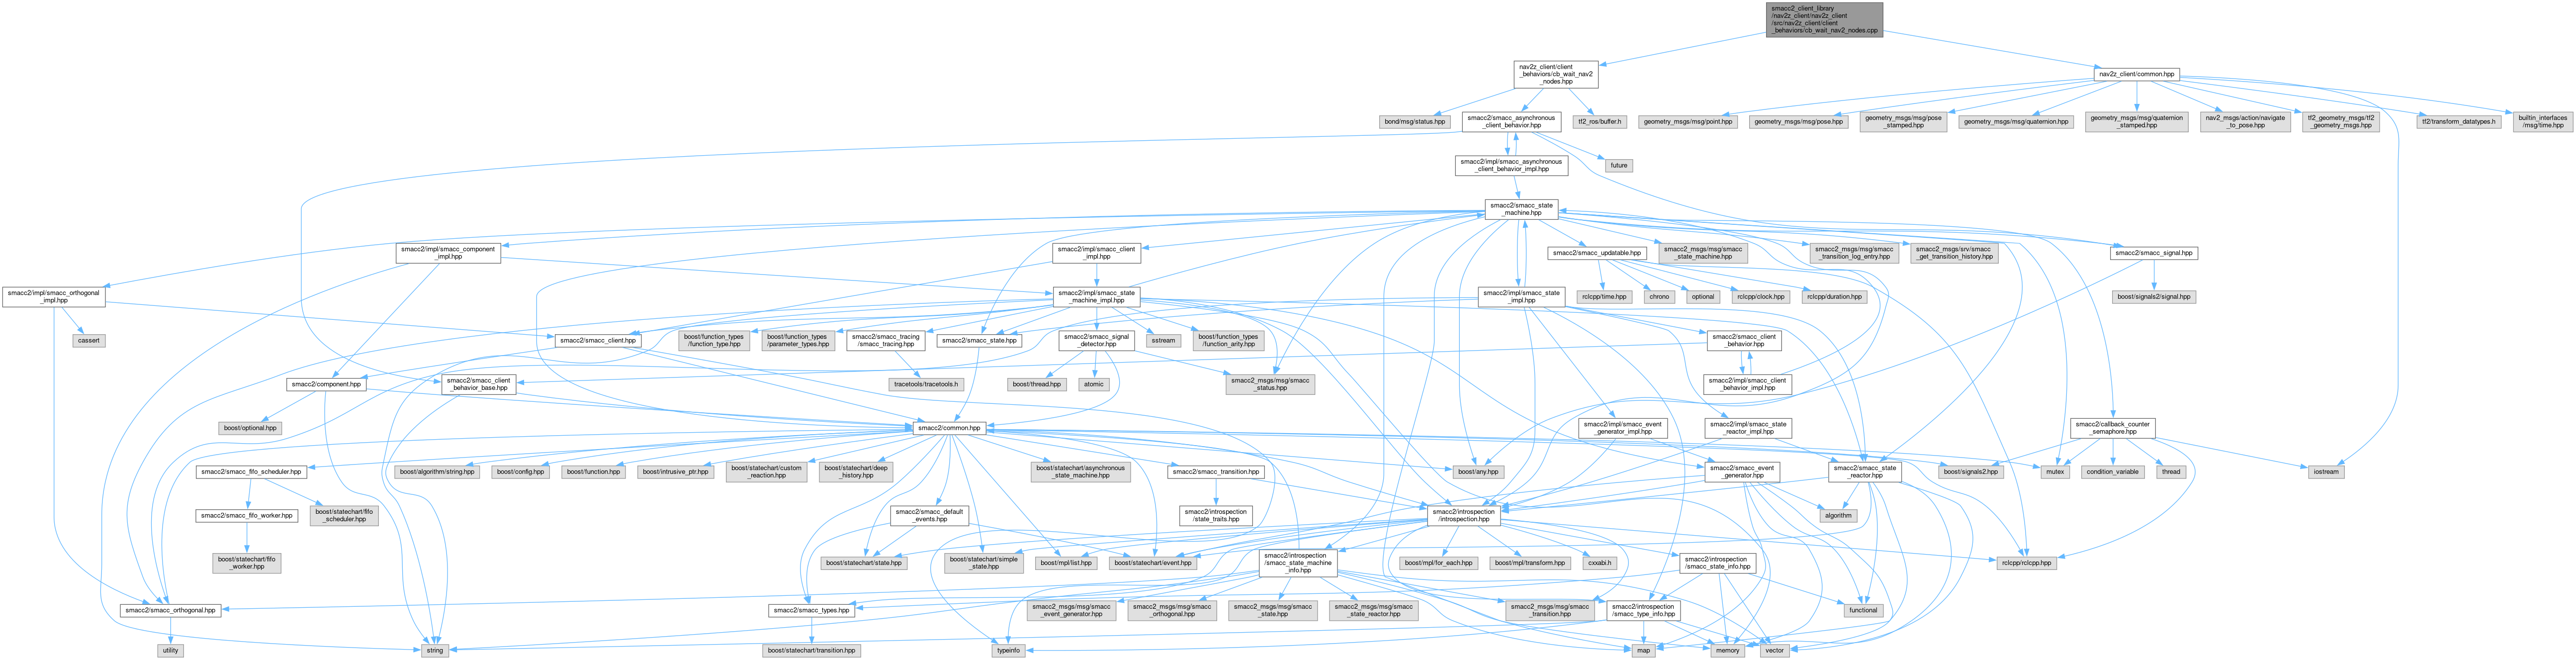 smacc2_client_library
/nav2z_client/nav2z_client
/src/nav2z_client/client
_behaviors/cb_wait_nav2_nodes.cpp
nav2z_client/client
_behaviors/cb_wait_nav2
_nodes.hpp
nav2z_client/common.hpp
bond/msg/status.hpp
smacc2/smacc_asynchronous
_client_behavior.hpp
tf2_ros/buffer.h
geometry_msgs/msg/point.hpp
geometry_msgs/msg/pose.hpp
geometry_msgs/msg/pose
_stamped.hpp
geometry_msgs/msg/quaternion.hpp
geometry_msgs/msg/quaternion
_stamped.hpp
nav2_msgs/action/navigate
_to_pose.hpp
tf2_geometry_msgs/tf2
_geometry_msgs.hpp
tf2/transform_datatypes.h
builtin_interfaces
/msg/time.hpp
smacc2/impl/smacc_asynchronous
_client_behavior_impl.hpp
future
smacc2/smacc_state
_machine.hpp
smacc2/impl/smacc_component
_impl.hpp
smacc2/impl/smacc_client
_impl.hpp
smacc2/smacc_updatable.hpp
smacc2_msgs/msg/smacc
_state_machine.hpp
smacc2_msgs/msg/smacc
_transition_log_entry.hpp
smacc2_msgs/srv/smacc
_get_transition_history.hpp
smacc2/smacc_signal.hpp
smacc2/impl/smacc_orthogonal
_impl.hpp
smacc2/impl/smacc_state
_machine_impl.hpp
smacc2/impl/smacc_state
_impl.hpp
rclcpp/time.hpp
chrono
optional
rclcpp/clock.hpp
rclcpp/duration.hpp
boost/signals2/signal.hpp
cassert
smacc2/smacc_client.hpp
boost/function_types
/function_type.hpp
boost/function_types
/parameter_types.hpp
smacc2/smacc_tracing
/smacc_tracing.hpp
smacc2/smacc_state.hpp
smacc2/smacc_signal
_detector.hpp
sstream
boost/function_types
/function_arity.hpp
smacc2/smacc_client
_behavior.hpp
smacc2/component.hpp
smacc2/smacc_client
_behavior_base.hpp
tracetools/tracetools.h
boost/thread.hpp
atomic
smacc2_msgs/msg/smacc
_status.hpp
smacc2/impl/smacc_client
_behavior_impl.hpp
boost/optional.hpp
smacc2/common.hpp
smacc2/impl/smacc_event
_generator_impl.hpp
smacc2/impl/smacc_state
_reactor_impl.hpp
smacc2/callback_counter
_semaphore.hpp
smacc2/smacc_fifo_scheduler.hpp
boost/algorithm/string.hpp
boost/config.hpp
boost/function.hpp
boost/intrusive_ptr.hpp
boost/statechart/custom
_reaction.hpp
boost/statechart/deep
_history.hpp
boost/statechart/asynchronous
_state_machine.hpp
smacc2/smacc_transition.hpp
boost/any.hpp
smacc2/smacc_event
_generator.hpp
smacc2/smacc_state
_reactor.hpp
boost/signals2.hpp
mutex
condition_variable
thread
iostream
smacc2/smacc_fifo_worker.hpp
boost/statechart/fifo
_scheduler.hpp
smacc2/smacc_default
_events.hpp
smacc2/introspection
/state_traits.hpp
smacc2/introspection
/introspection.hpp
algorithm
boost/statechart/fifo
_worker.hpp
boost/statechart/state.hpp
boost/statechart/simple
_state.hpp
boost/mpl/list.hpp
boost/statechart/event.hpp
smacc2/introspection
/smacc_state_machine
_info.hpp
boost/mpl/for_each.hpp
boost/mpl/transform.hpp
cxxabi.h
smacc2/introspection
/smacc_state_info.hpp
rclcpp/rclcpp.hpp
smacc2/smacc_orthogonal.hpp
smacc2/smacc_types.hpp
smacc2_msgs/msg/smacc
_event_generator.hpp
smacc2_msgs/msg/smacc
_orthogonal.hpp
smacc2_msgs/msg/smacc
_state.hpp
smacc2_msgs/msg/smacc
_state_reactor.hpp
smacc2_msgs/msg/smacc
_transition.hpp
smacc2/introspection
/smacc_type_info.hpp
functional
utility
string
boost/statechart/transition.hpp
typeinfo
map
memory
vector